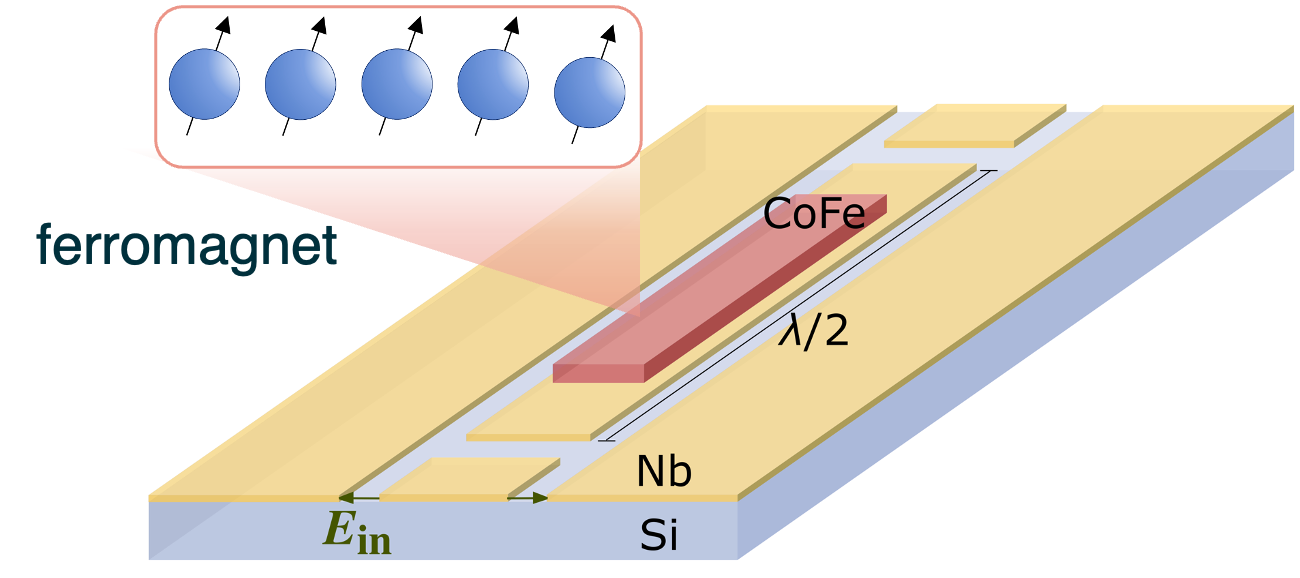 CoFe
ferromagnet
λ/2
Nb
E_in
Si